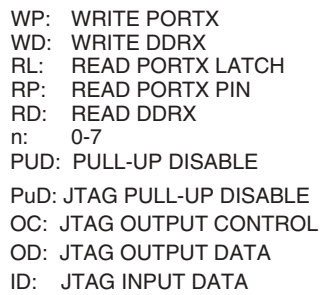 WP: WRITE PORTX
WD: WRITE DDRX
RL: READ PORTX LATCH
RP: READ PORTX PIN
RD: READ DDRX
n: 0-7
PUD: PULL-UP DISABLE
PuD: JTAG PULL-UP DISABLE
OC: JTAG OUTPUT CONTROL
OD: JTAG OUTPUT DATA
ID: JTAG INPUT DATA